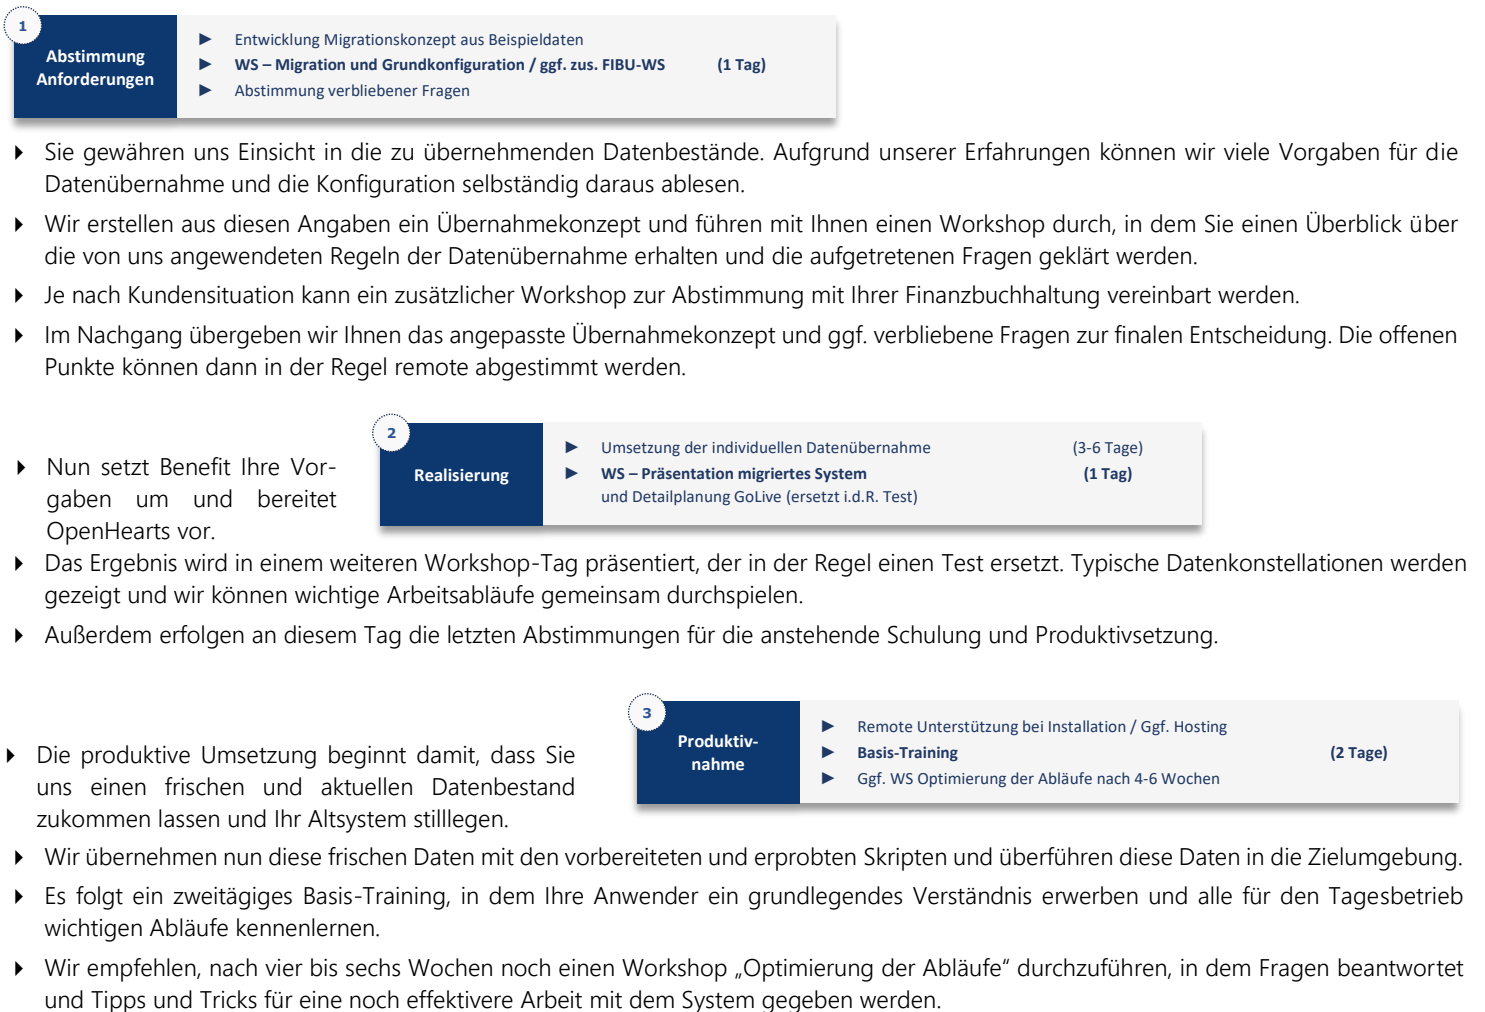 1
Abstimmung
Anforderungen
► Entwicklung Migrationskonzept aus Beispieldaten
► WS – Migration und Grundkonfiguration / ggf. zus. FIBU-WS (1 Tag)
► Abstimmung verbliebener Fragen
Sie gewähren uns Einsicht in die zu übernehmenden Datenbestände. Aufgrund unserer Erfahrungen können wir viele Vorgaben für die
Datenübernahme und die Konfiguration selbständig daraus ablesen.
Wir erstellen aus diesen Angaben ein Übernahmekonzept und führen mit Ihnen einen Workshop durch, in dem Sie einen Überblick über
die von uns angewendeten Regeln der Datenübernahme erhalten und die aufgetretenen Fragen geklärt werden.
Je nach Kundensituation kann ein zusätzlicher Workshop zur Abstimmung mit Ihrer Finanzbuchhaltung vereinbart werden.
Im Nachgang übergeben wir Ihnen das angepasste Übernahmekonzept und ggf. verbliebene Fragen zur finalen Entscheidung. Die offenen
Punkte können dann in der Regel remote abgestimmt werden.
2
Realisierung
► Umsetzung der individuellen Datenübernahme (3-6 Tage)
► WS – Präsentation migriertes System (1 Tag)
und Detailplanung GoLive (ersetzt i.d.R. Test)
Nun setzt Benefit Ihre Vor-
gaben um und bereitet
OpenHearts vor.
Das Ergebnis wird in einem weiteren Workshop-Tag präsentiert, der in der Regel einen Test ersetzt. Typische Datenkonstellationen werden
gezeigt und wir können wichtige Arbeitsabläufe gemeinsam durchspielen.
Außerdem erfolgen an diesem Tag die letzten Abstimmungen für die anstehende Schulung und Produktivsetzung.
3
Produktiv-
nahme
► Remote Unterstützung bei Installation / Ggf. Hosting
► Basis-Training (2 Tage)
► Ggf. WS Optimierung der Abläufe nach 4-6 Wochen
Die produktive Umsetzung beginnt damit, dass Sie
uns einen frischen und aktuellen Datenbestand
zukommen lassen und Ihr Altsystem stilllegen.
Wir übernehmen nun diese frischen Daten mit den vorbereiteten und erprobten Skripten und überführen diese Daten in die Zielumgebung.
Es folgt ein zweitägiges Basis-Training, in dem Ihre Anwender ein grundlegendes Verständnis erwerben und alle für den Tagesbetrieb
wichtigen Abläufe kennenlernen.
Wir empfehlen, nach vier bis sechs Wochen noch einen Workshop „Optimierung der Abläufe“ durchzuführen, in dem Fragen beantwortet
und Tipps und Tricks für eine noch effektivere Arbeit mit dem System gegeben werden.